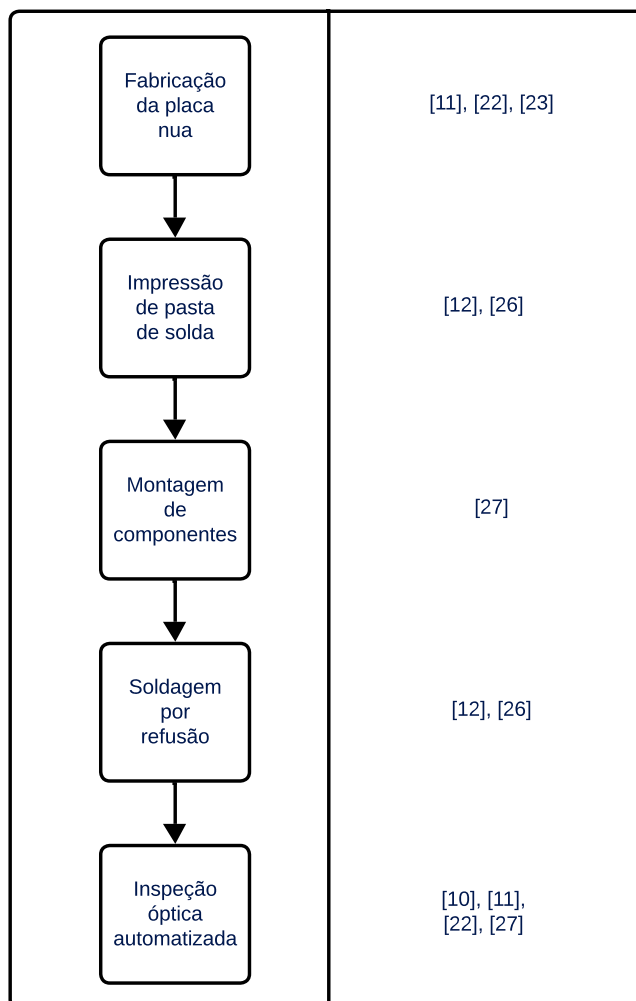 Fabricação
da placa
nua
[11], [22], [23]
Impressão
de pasta
de solda
[12], [26]
Montagem
de
componentes
[27]
Soldagem
por
refusão
[12], [26]
Inspeção
óptica
automatizada
[10], [11],
[22], [27]